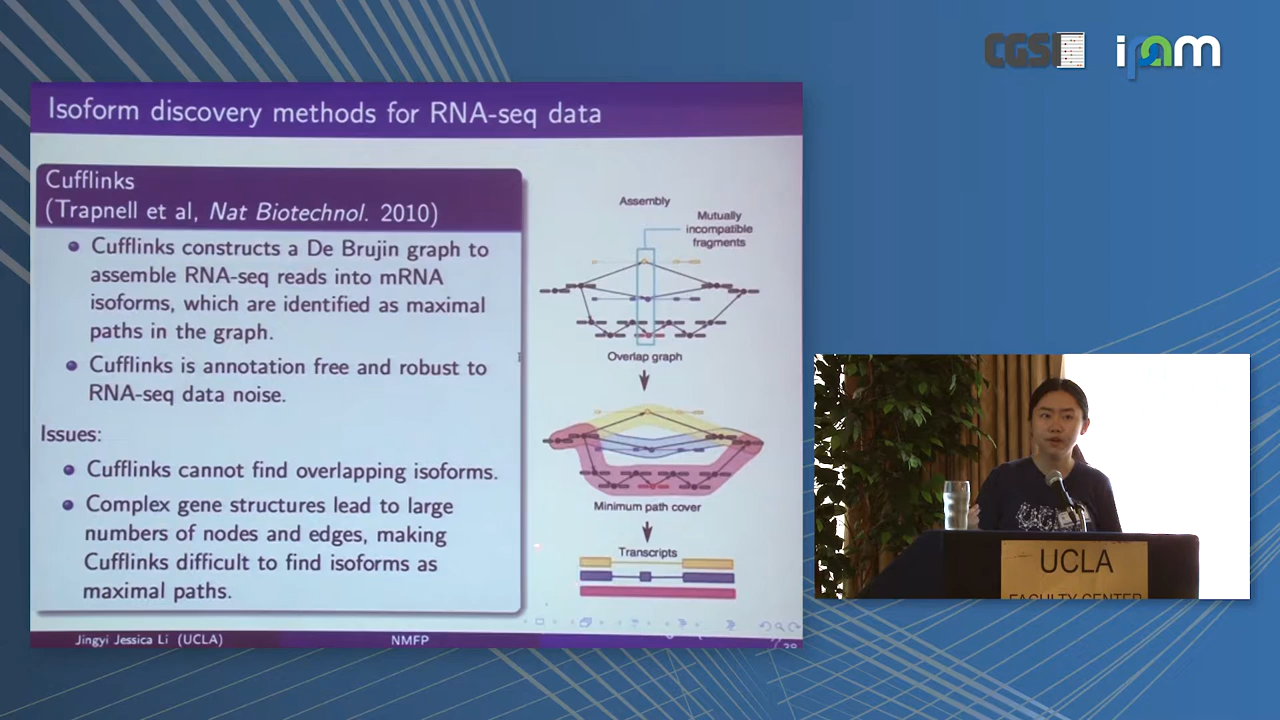 CGSI
ipam
Isoform discovery methods for RNA-seq data
Cufflinks
(Trapnell et al, Nat Biotechnol. 2010)
Cufflinks constructs a De Brujin graph to
assemble RNA-seq reads into mRNA
isoforms, which are identified as maximal
paths in the graph.
Cufflinks is annotation free and robust to
RNA-seq data noise.
Issues:
Cufflinks cannot find overlapping isoforms.
Complex gene structures lead to large
numbers of nodes and edges, making
Cufflinks difficult to find isoforms as
maximal paths.
Assembly
Mutually
incompatible
fragments
Overlap graph
Minimum path cover
Transcripts
Jingyi Jessica Li (UCLA)
NMFP
UCLA
FACULTY CENTER